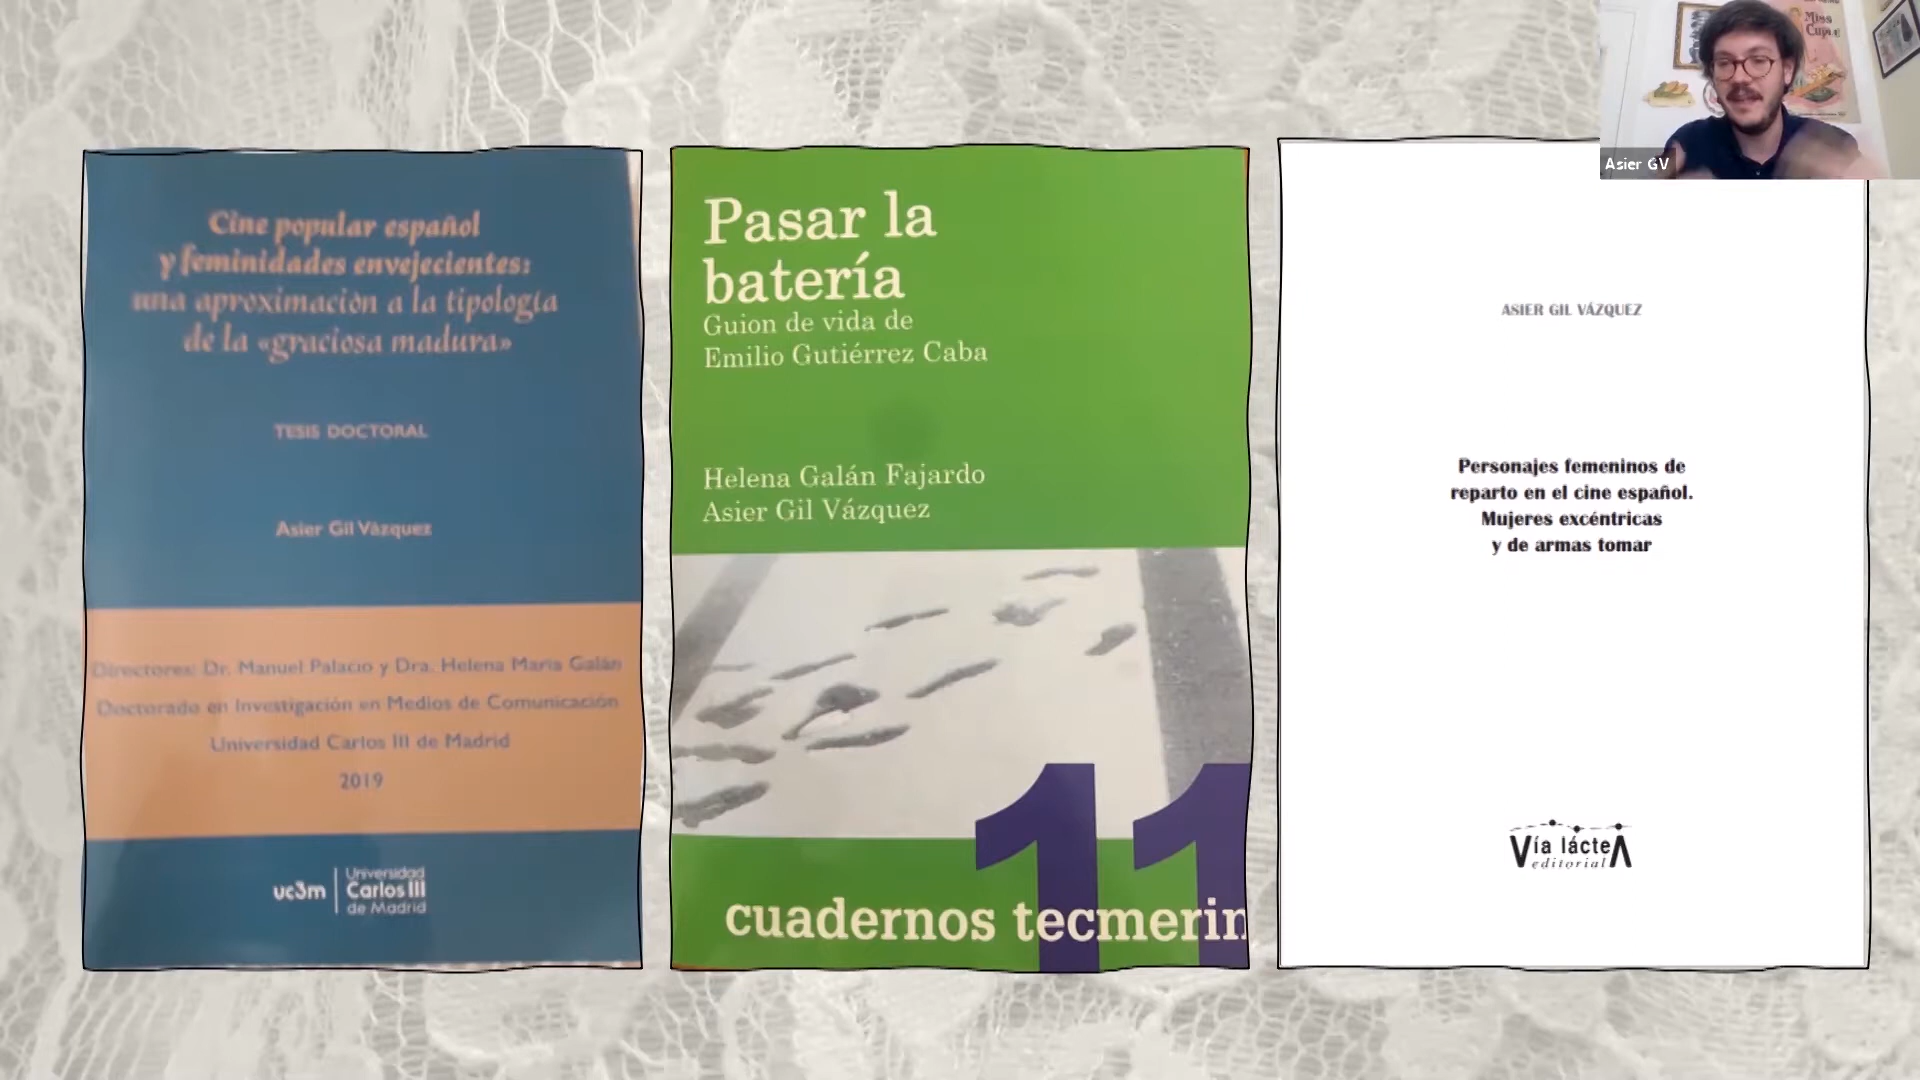 Cine popular español
y feminidades envejecientes:
una aproximación a la tipología
de la «graciosa madura»
TESIS DOCTORAL
Asier Gil Vázquez
Directores: Dr. Manuel Palacio y Dra. Helena María Galán
Doctorado en Investigación en Medios de Comunicación
Universidad Carlos III de Madrid
2019
uc3m
Universidad
Carlos III
de Madrid
Pasar la
batería
Guion de vida de
Emilio Gutiérrez Caba
Helena Galán Fajardo
Asier Gil Vázquez
11
cuadernos tecmerin
ASIER GIL VÁZQUEZ
Personajes femeninos de
reparto en el cine español.
Mujeres excéntricas
y de armas tomar
Vía lácteA
editorial
Miss
Asier GV